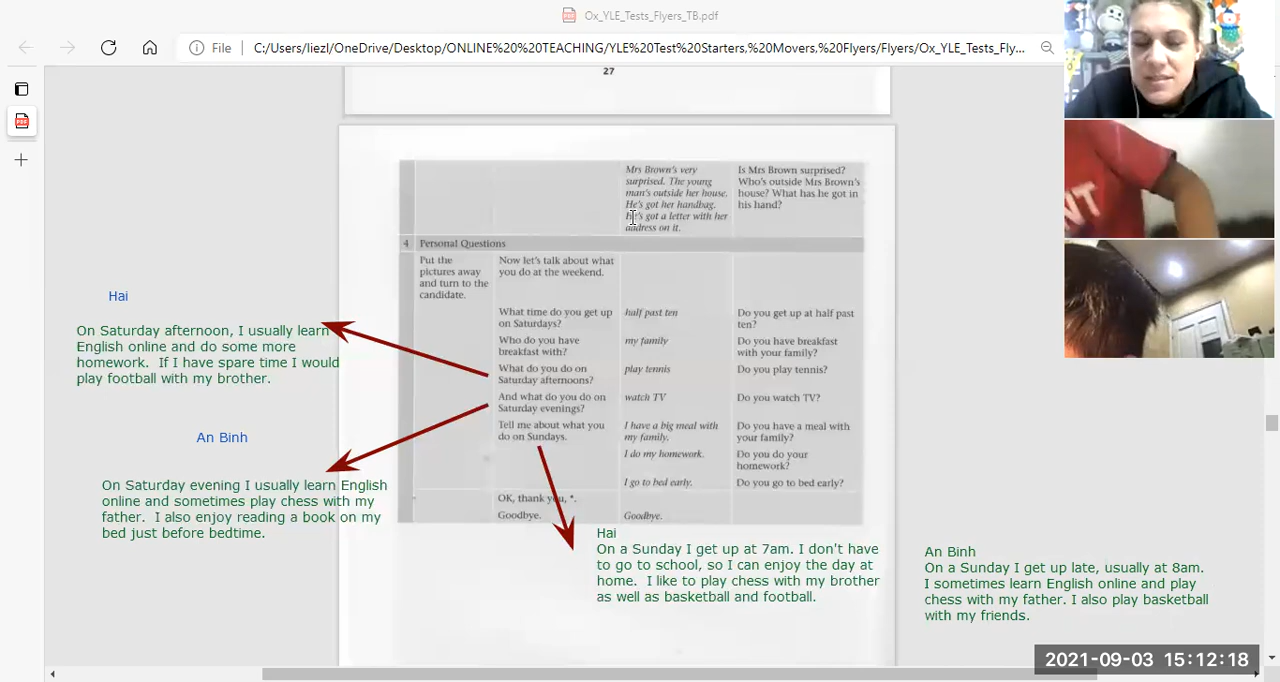 Ox_YLE_Tests_Flyers_TB.pdf
File
C:/Users/liezl/OneDrive/Desktop/ONLINE%20%20TEACHING/YLE%20Test%20Starters,%20Movers,%20Flyers/Flyers/Ox_YLE_Tests_Fly...
27
Mrs Brown's very
surprised. The young
man's outside her house.
He's got her handbag.
He's got a letter with her
address on it.
Is Mrs Brown surprised?
Who's outside Mrs Brown's
house? What has he got in
his hand?
4 Personal Questions
Put the
pictures away
and turn to the
candidate.
Now let's talk about what
you do at the weekend.
What time do you get up
on Saturdays?
half past ten
Do you get up at half past
ten?
Who do you have
breakfast with?
my family
Do you have breakfast
with your family?
What do you do on
Saturday afternoons?
play tennis
Do you play tennis?
And what do you do on
Saturday evenings?
watch TV
Do you watch TV?
Tell me about what you
do on Sundays.
I have a big meal with
my family.
Do you have a meal with
your family?
I do my homework.
Do you do your
homework?
I go to bed early.
Do you go to bed early?
OK, thank you, *.
Goodbye.
Goodbye.
Hai
On Saturday afternoon, I usually learn
English online and do some more
homework. If I have spare time I would
play football with my brother.
An Binh
On Saturday evening I usually learn English
online and sometimes play chess with my
father. I also enjoy reading a book on my
bed just before bedtime.
Hai
On a Sunday I get up at 7am. I don't have
to go to school, so I can enjoy the day at
home. I like to play chess with my brother
as well as basketball and football.
An Binh
On a Sunday I get up late, usually at 8am.
I sometimes learn English online and play
chess with my father. I also play basketball
with my friends.
2021-09-03 15:12:18